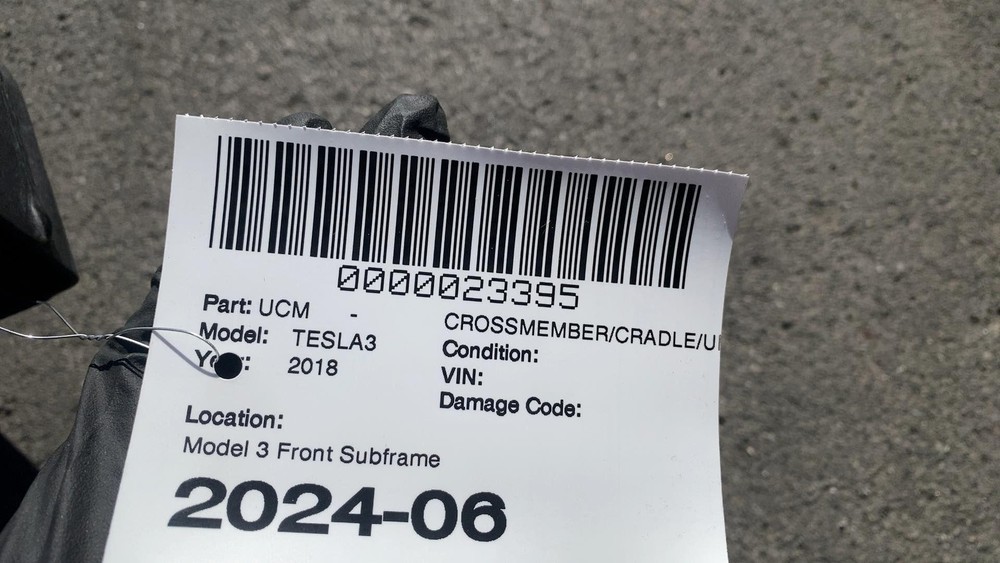 0000023395
Part: UCM -
CROSSMEMBER/CRADLE/U
Model: TESLA3
Condition:
2018
VIN:
Damage Code:
Location:
Model 3 Front Subframe
2024-06